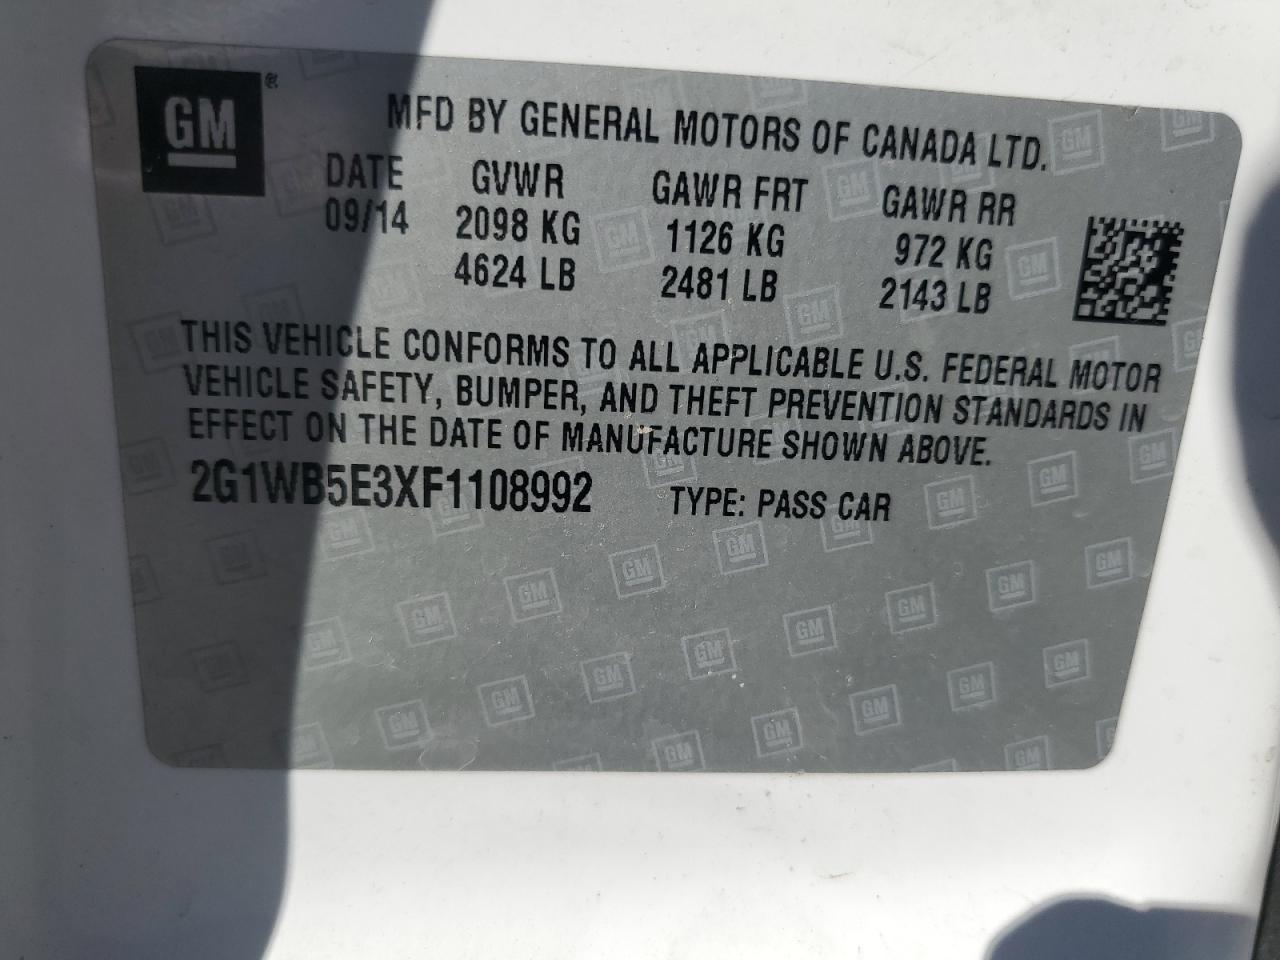 GM ®
MFD BY GENERAL MOTORS OF CANADA LTD.
DATE GVWR GAWR FRT GAWR RR
09/14 2098 KG 1126 KG 972 KG
4624 LB 2481 LB 2143 LB
THIS VEHICLE CONFORMS TO ALL APPLICABLE U.S. FEDERAL MOTOR
VEHICLE SAFETY, BUMPER, AND THEFT PREVENTION STANDARDS IN
EFFECT ON THE DATE OF MANUFACTURE SHOWN ABOVE.
2G1WB5E3XF1108992 TYPE: PASS CAR